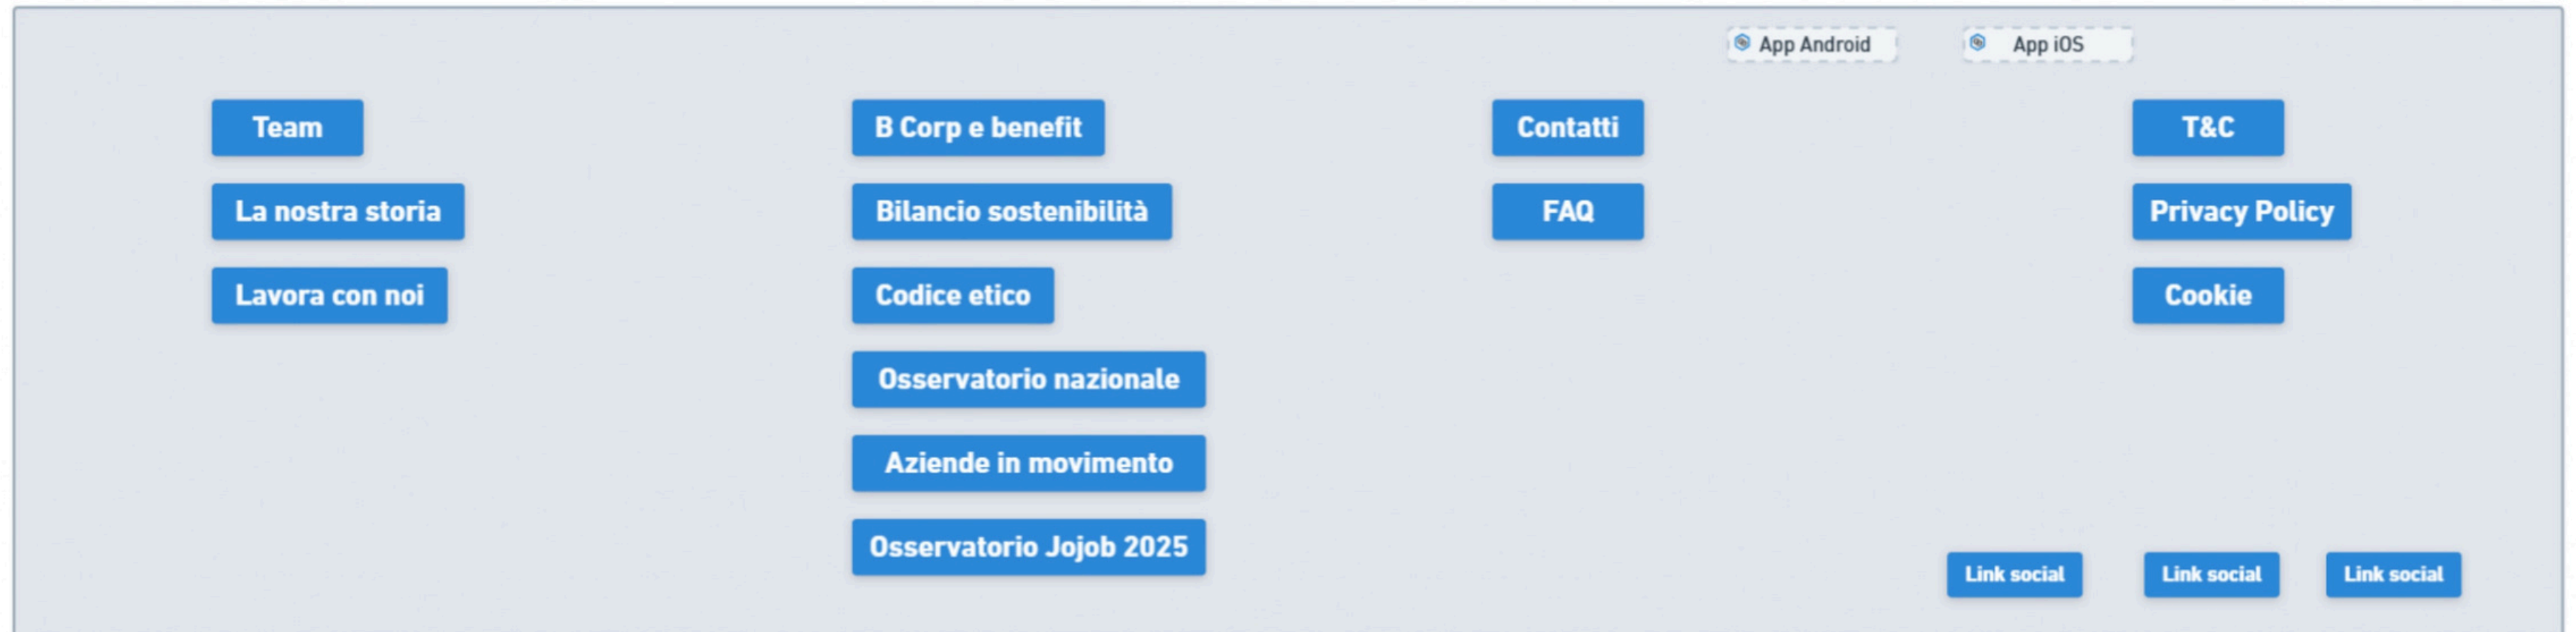 App Android
App iOS
Team
La nostra storia
Lavora con noi
B Corp e benefit
Bilancio sostenibilità
Codice etico
Osservatorio nazionale
Aziende in movimento
Osservatorio Jojob 2025
Contatti
FAQ
T&C
Privacy Policy
Cookie
Link social
Link social
Link social